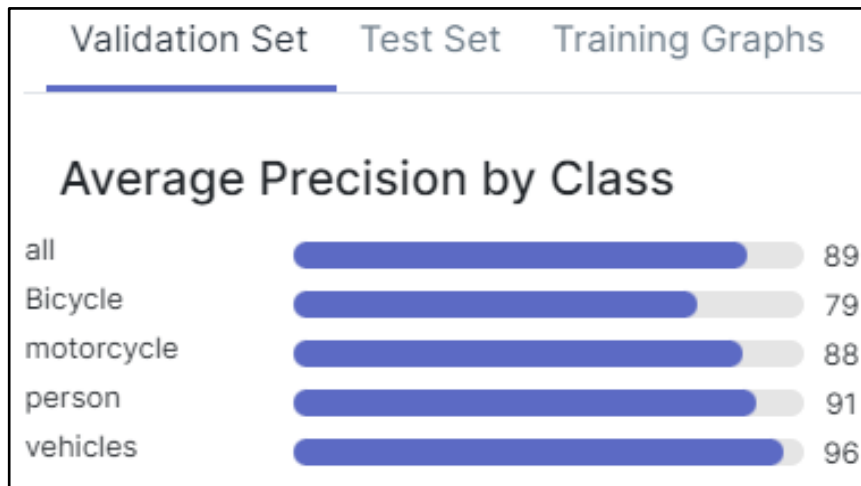 Validation Set Test Set Training Graphs
Average Precision by Class
all 89
Bicycle 79
motorcycle 88
person 91
vehicles 96